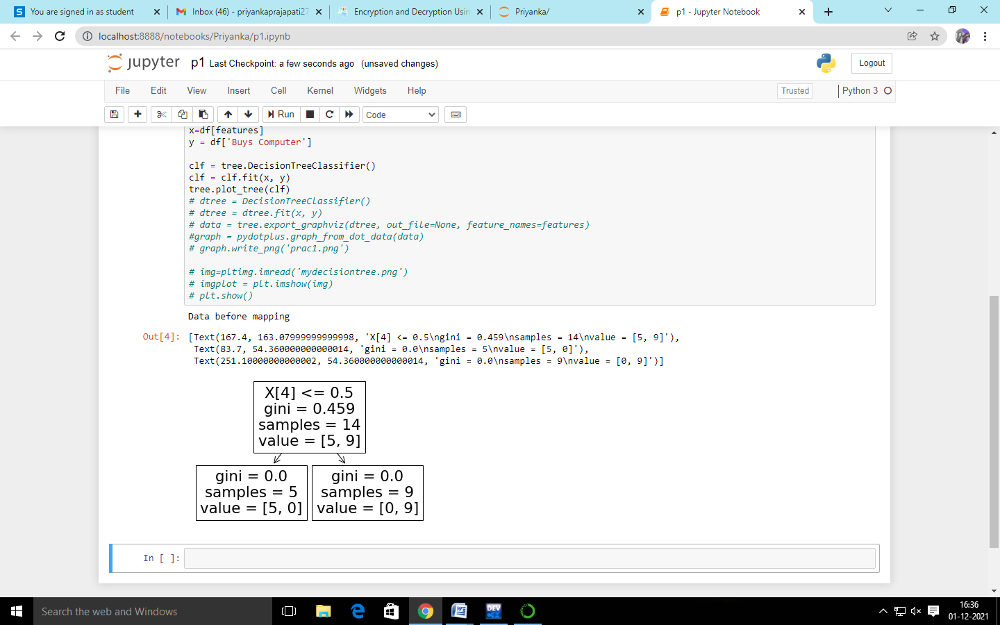 You are signed in as student
Inbox (46) - priyankaprajapati27
Encryption and Decryption Usin
Priyanka/
p1 - Jupyter Notebook
localhost:8888/notebooks/Priyanka/p1.ipynb
jupyter p1 Last Checkpoint: a few seconds ago (unsaved changes)
Logout
File Edit View Insert Cell Kernel Widgets Help
Trusted
Python 3
Run
Code
x=df[features]
y = df['Buys Computer']
clf = tree.DecisionTreeClassifier()
clf = clf.fit(x, y)
tree.plot_tree(clf)
# dtree = DecisionTreeClassifier()
# dtree = dtree.fit(x, y)
# data = tree.export_graphviz(dtree, out_file=None, feature_names=features)
#graph = pydotplus.graph_from_dot_data(data)
# graph.write_png('prac1.png')
# img=pltimg.imread('mydecisiontree.png')
# imgplot = plt.imshow(img)
# plt.show()
Data before mapping
Out[4]: [Text(167.4, 163.07999999999998, 'X[4] <= 0.5\ngini = 0.459\nsamples = 14\nvalue = [5, 9]'),
Text(83.7, 54.360000000000014, 'gini = 0.0\nsamples = 5\nvalue = [5, 0]'),
Text(251.10000000000002, 54.360000000000014, 'gini = 0.0\nsamples = 9\nvalue = [0, 9]')]
X[4] <= 0.5
gini = 0.459
samples = 14
value = [5, 9]
gini = 0.0
samples = 5
value = [5, 0]
gini = 0.0
samples = 9
value = [0, 9]
In [ ]:
Search the web and Windows
DEV
16:36
01-12-2021